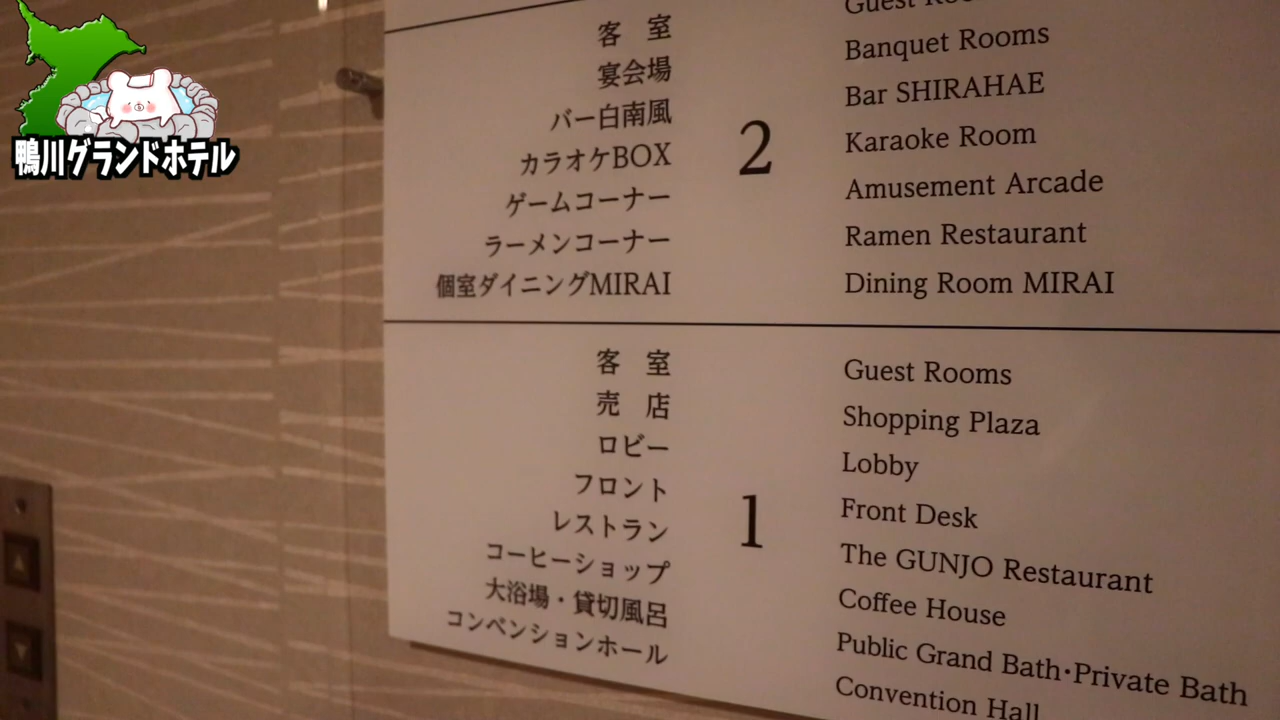 鴨川グランドホテル
客 室
宴会場
バー白南風
カラオケBOX
ゲームコーナー
ラーメンコーナー
個室ダイニングMIRAI
2
Guest Roo
Banquet Rooms
Bar SHIRAHAE
Karaoke Room
Amusement Arcade
Ramen Restaurant
Dining Room MIRAI
客 室
売 店
ロビー
フロント
レストラン
コーヒーショップ
大浴場・貸切風呂
コンベンションホール
1
Guest Rooms
Shopping Plaza
Lobby
Front Desk
The GUNJO Restaurant
Coffee House
Public Grand Bath・Private Bath
Convention Hall